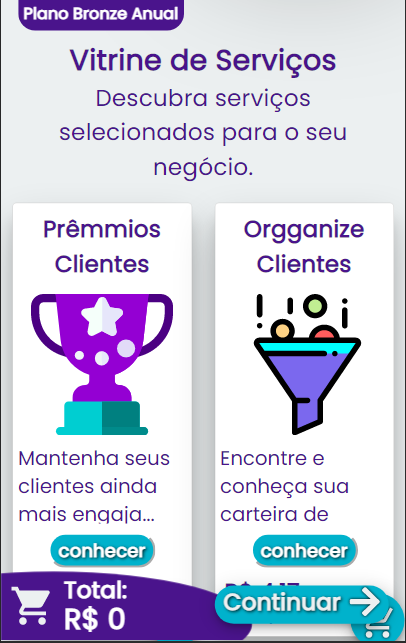 Plano Bronze Anual
Vitrine de Serviços
Descubra serviços
selecionados para o seu
negócio.
Prêmmios
Clientes
Mantenha seus
clientes ainda
mais engaja...
conhecer
Orgganize
Clientes
Encontre e
conheça sua
carteira de
conhecer
Total:
R$ 0
Continuar